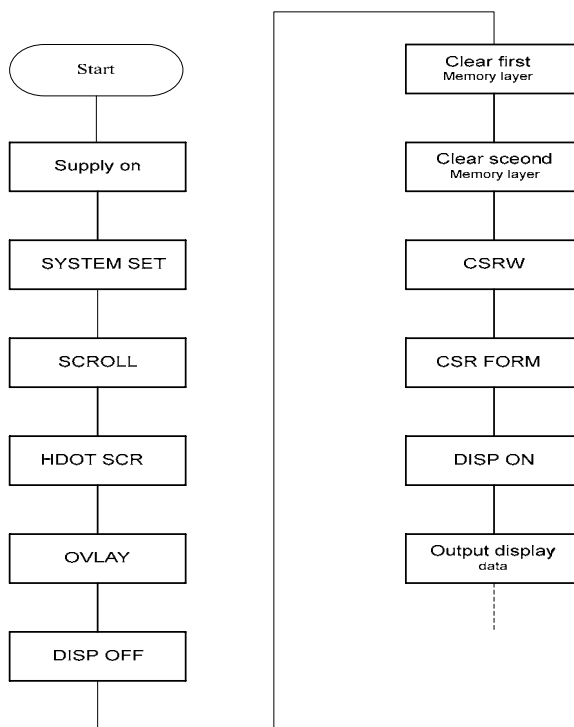 Start
Supply on
SYSTEM SET
SCROLL
HDOT SCR
OVLAY
DISP OFF
Clear first
Memory layer
Clear sceond
Memory layer
CSRW
CSR FORM
DISP ON
Output display
data